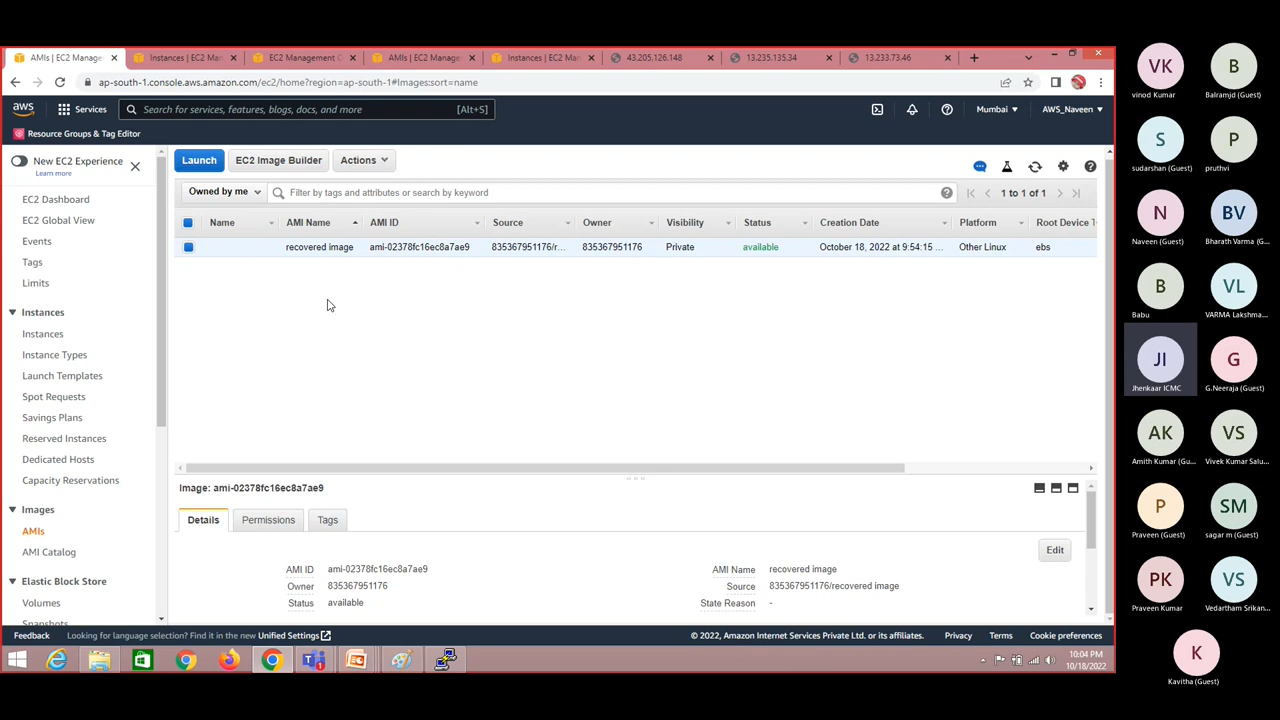 AMIs | EC2 Manage
Instances | EC2 Man
EC2 Management C
AMIs | EC2 Manage
Instances | EC2 Man
43.205.126.148
13.235.135.34
13.233.73.46
ap-south-1.console.aws.amazon.com/ec2/home?region=ap-south-1#Images:sort=name
aws
Services
Search for services, features, blogs, docs, and more
[Alt+S]
Mumbai
AWS_Naveen
Resource Groups & Tag Editor
New EC2 Experience
Learn more
EC2 Dashboard
EC2 Global View
Events
Tags
Limits
Instances
Instances
Instance Types
Launch Templates
Spot Requests
Savings Plans
Reserved Instances
Dedicated Hosts
Capacity Reservations
Images
AMIs
AMI Catalog
Elastic Block Store
Volumes
Snapshots
Launch
EC2 Image Builder
Actions
Owned by me
Filter by tags and attributes or search by keyword
1 to 1 of 1
Name AMI Name AMI ID Source Owner Visibility Status Creation Date Platform Root Device T
recovered image ami-02378fc16ec8a7ae9 835367951176/r... 835367951176 Private available October 18, 2022 at 9:54:15 ... Other Linux ebs
Image: ami-02378fc16ec8a7ae9
Details
Permissions
Tags
Edit
AMI ID ami-02378fc16ec8a7ae9
AMI Name recovered image
Owner 835367951176
Source 835367951176/recovered image
Status available
State Reason -
Feedback
Looking for language selection? Find it in the new Unified Settings
© 2022, Amazon Internet Services Private Ltd. or its affiliates.
Privacy
Terms
Cookie preferences
10:04 PM
10/18/2022
VK
vinod Kumar
B
Balramjd (Guest)
S
sudarshan (Guest)
P
pruthvi
N
Naveen (Guest)
BV
Bharath Varma (G...
B
Babu
VL
VARMA Lakshma...
JI
Jhenkaar ICMC
G
G.Neeraja (Guest)
AK
Amith Kumar (Gu...
VS
Vivek Kumar Salu...
P
Praveen (Guest)
SM
sagar m (Guest)
PK
Praveen Kumar
VS
Vedartham Srikan...
K
Kavitha (Guest)